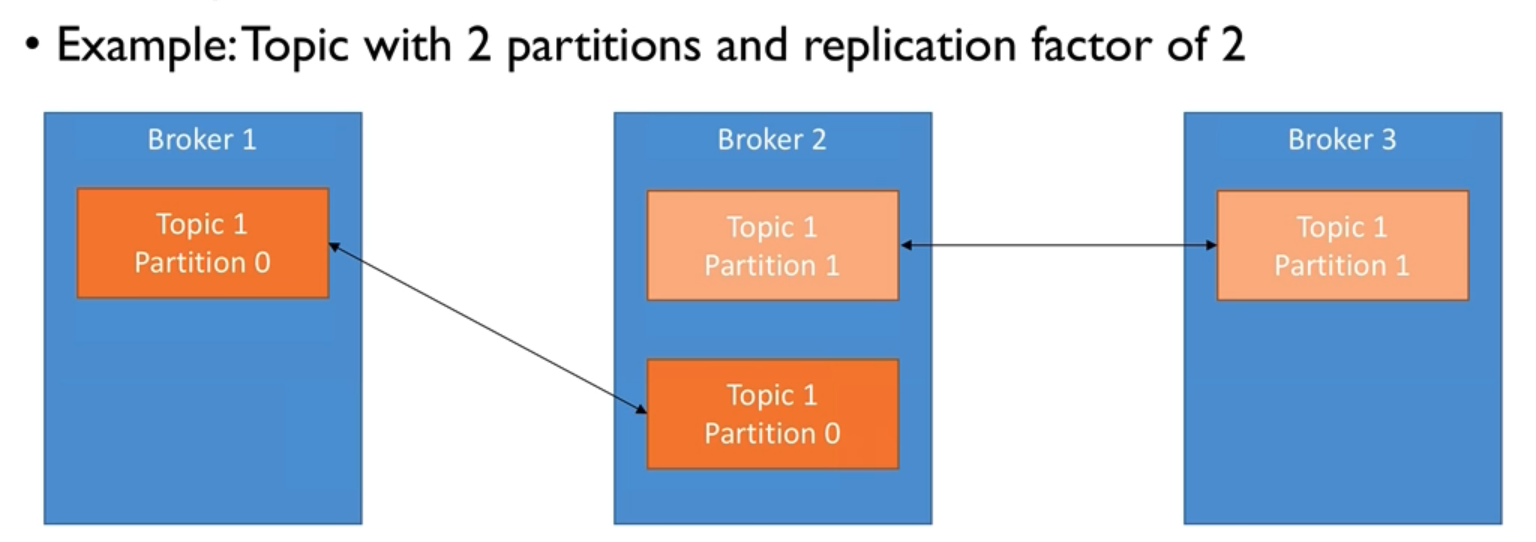 • Example: Topic with 2 partitions and replication factor of 2
Broker 1
Topic 1
Partition 0
Broker 2
Topic 1
Partition 1
Topic 1
Partition 0
Broker 3
Topic 1
Partition 1